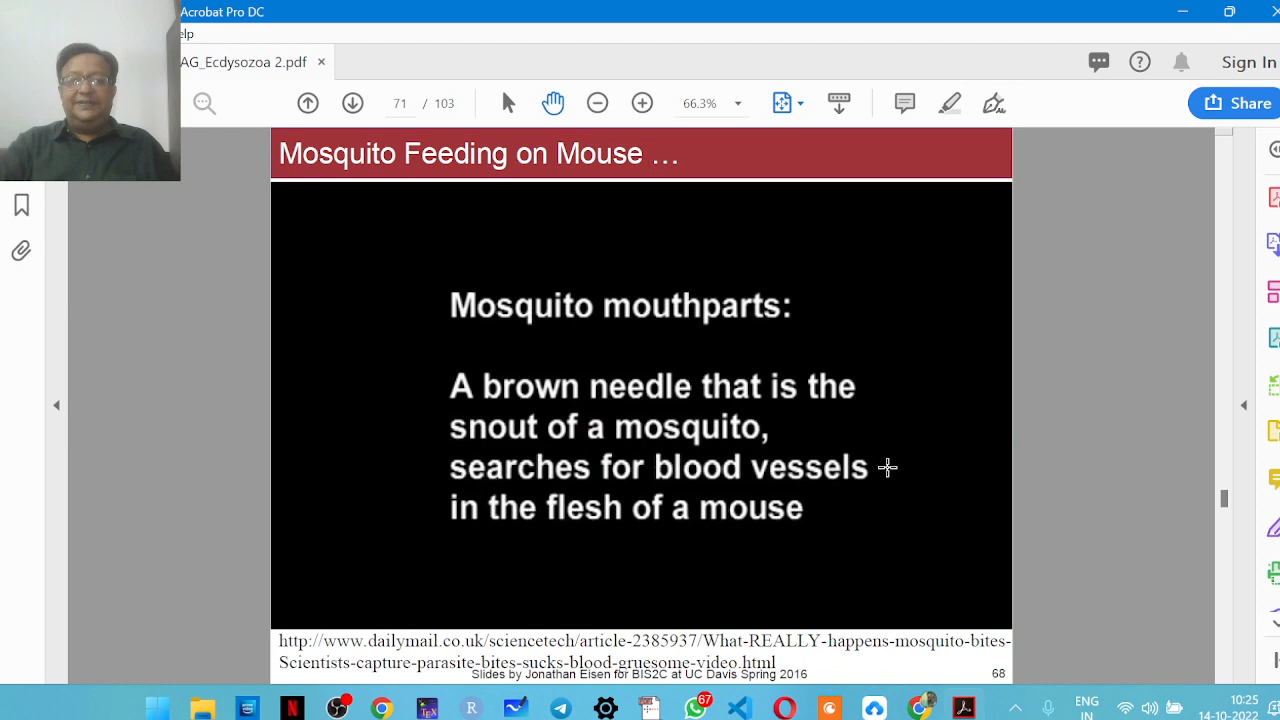 Acrobat Pro DC
elp
AG_Ecdysozoa 2.pdf
Sign In
71 / 103
66.3%
Share
Mosquito Feeding on Mouse …
Mosquito mouthparts:
A brown needle that is the
snout of a mosquito,
searches for blood vessels
in the flesh of a mouse
http://www.dailymail.co.uk/sciencetech/article-2385937/What-REALLY-happens-mosquito-bites-
Scientists-capture-parasite-bites-sucks-blood-gruesome-video.html
Slides by Jonathan Eisen for BIS2C at UC Davis Spring 2016
68
67
ENG
IN
10:25
14-10-2022